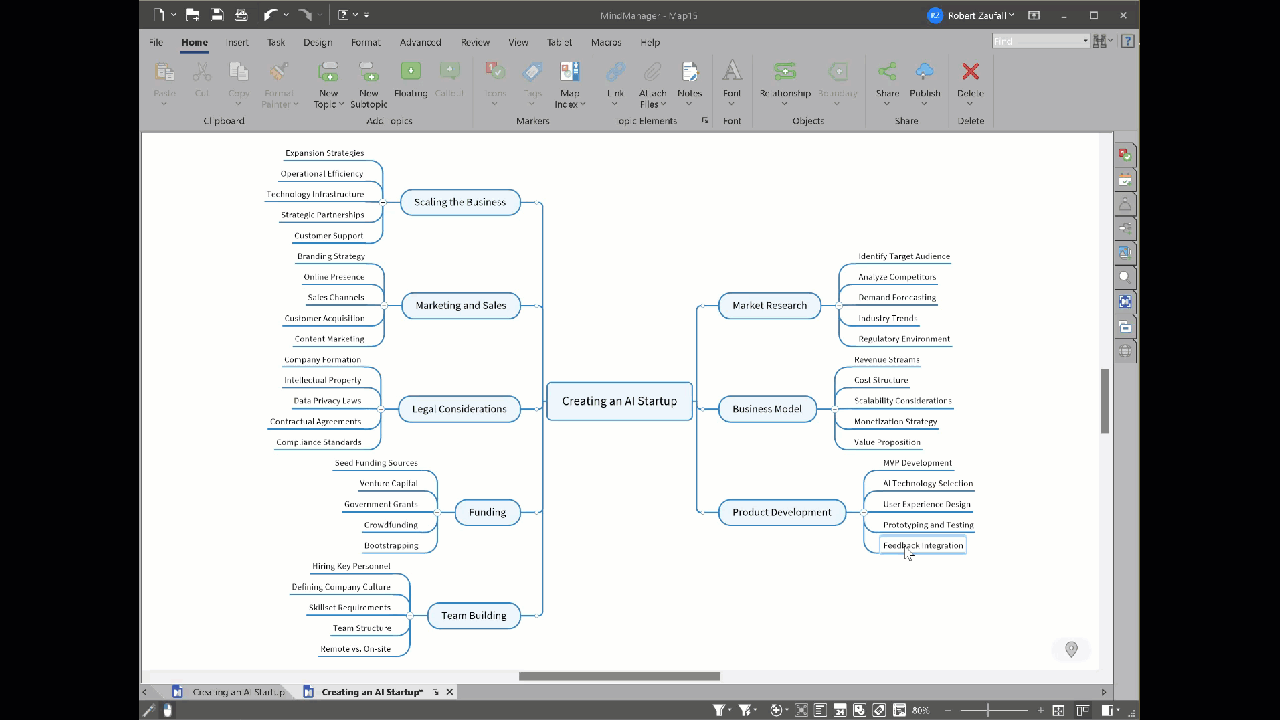 MindManager - Map15
RZ Robert Zaufall
File Home Insert Task Design Format Advanced Review View Tablet Macros Help
Find
Paste Cut Copy Format Painter
New Topic New Subtopic Floating Callout
Icons Tags Map Index
Link Attach Files Notes
Font
Relationship Boundary
Share Publish
Delete
Clipboard Add Topics Markers Topic Elements Font Objects Share Delete
Expansion Strategies
Operational Efficiency
Technology Infrastructure
Strategic Partnerships
Customer Support
Scaling the Business
Branding Strategy
Online Presence
Sales Channels
Customer Acquisition
Content Marketing
Marketing and Sales
Company Formation
Intellectual Property
Data Privacy Laws
Contractual Agreements
Compliance Standards
Legal Considerations
Seed Funding Sources
Venture Capital
Government Grants
Crowdfunding
Bootstrapping
Funding
Hiring Key Personnel
Defining Company Culture
Skillset Requirements
Team Structure
Remote vs. On-site
Team Building
Creating an AI Startup
Market Research
Identify Target Audience
Analyze Competitors
Demand Forecasting
Industry Trends
Regulatory Environment
Business Model
Revenue Streams
Cost Structure
Scalability Considerations
Monetization Strategy
Value Proposition
Product Development
MVP Development
AI Technology Selection
User Experience Design
Prototyping and Testing
Feedback Integration
Creating an AI Startup
Creating an AI Startup*
80%